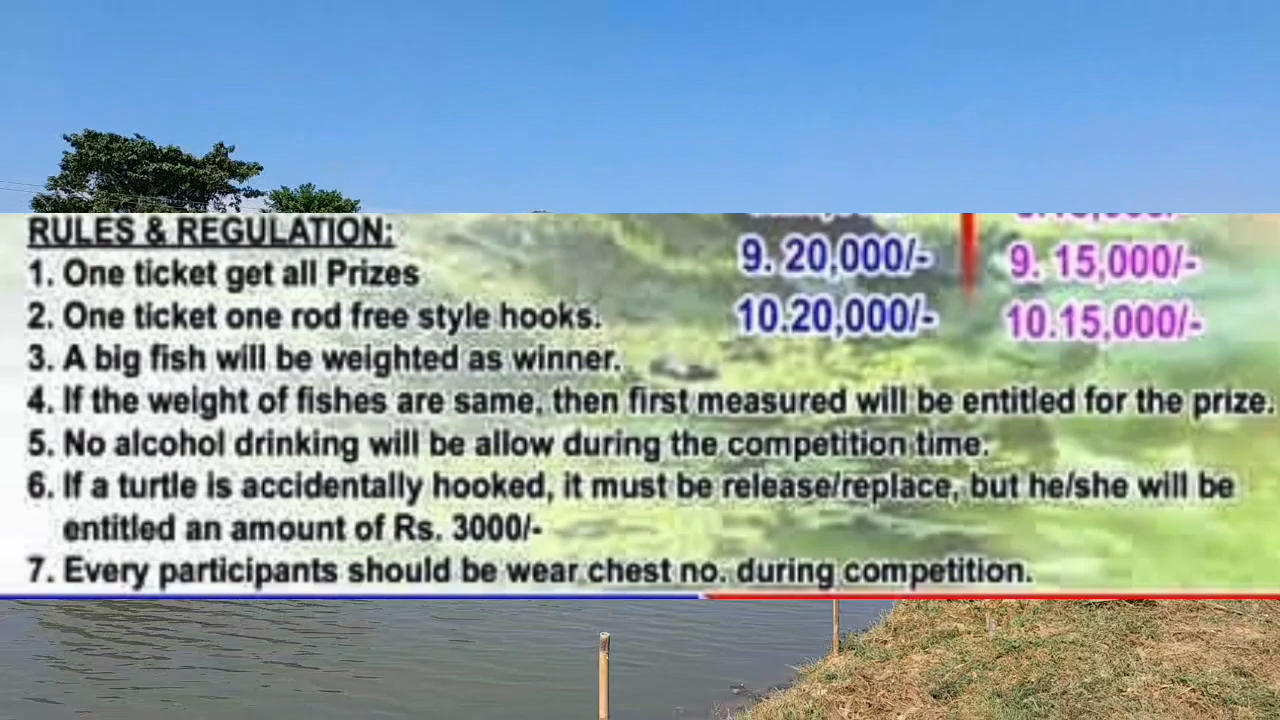 RULES & REGULATION:
1. One ticket get all Prizes
9. 20,000/-
9. 15,000/-
2. One ticket one rod free style hooks.
10.20,000/-
10.15,000/-
3. A big fish will be weighted as winner.
4. If the weight of fishes are same, then first measured will be entitled for the prize.
5. No alcohol drinking will be allow during the competition time.
6. If a turtle is accidentally hooked, it must be release/replace, but he/she will be
entitled an amount of Rs. 3000/-
7. Every participants should be wear chest no. during competition.